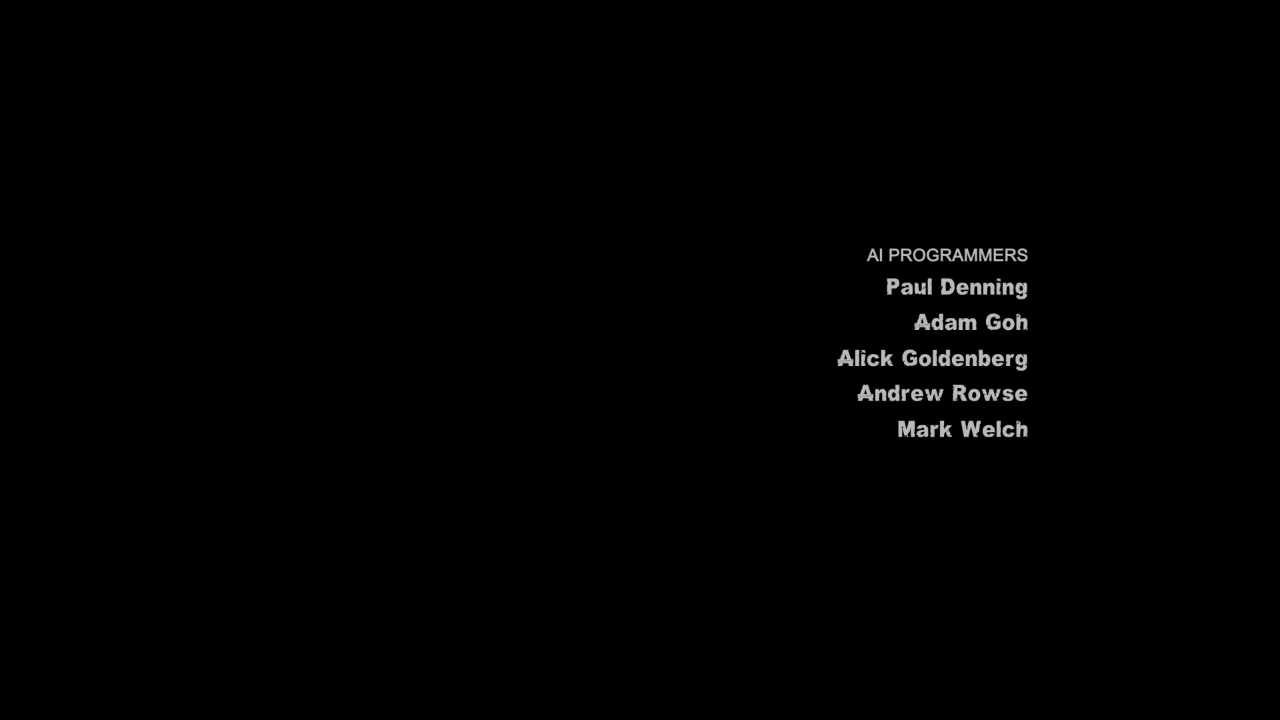 AI PROGRAMMERS
Paul Denning
Adam Goh
Alick Goldenberg
Andrew Rowse
Mark Welch